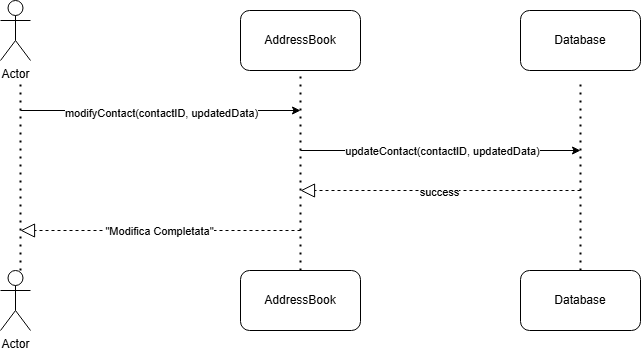 Actor
AddressBook
Database
modifyContact(contactID, updatedData)
updateContact(contactID, updatedData)
success
"Modifica Completata"
Actor
AddressBook
Database